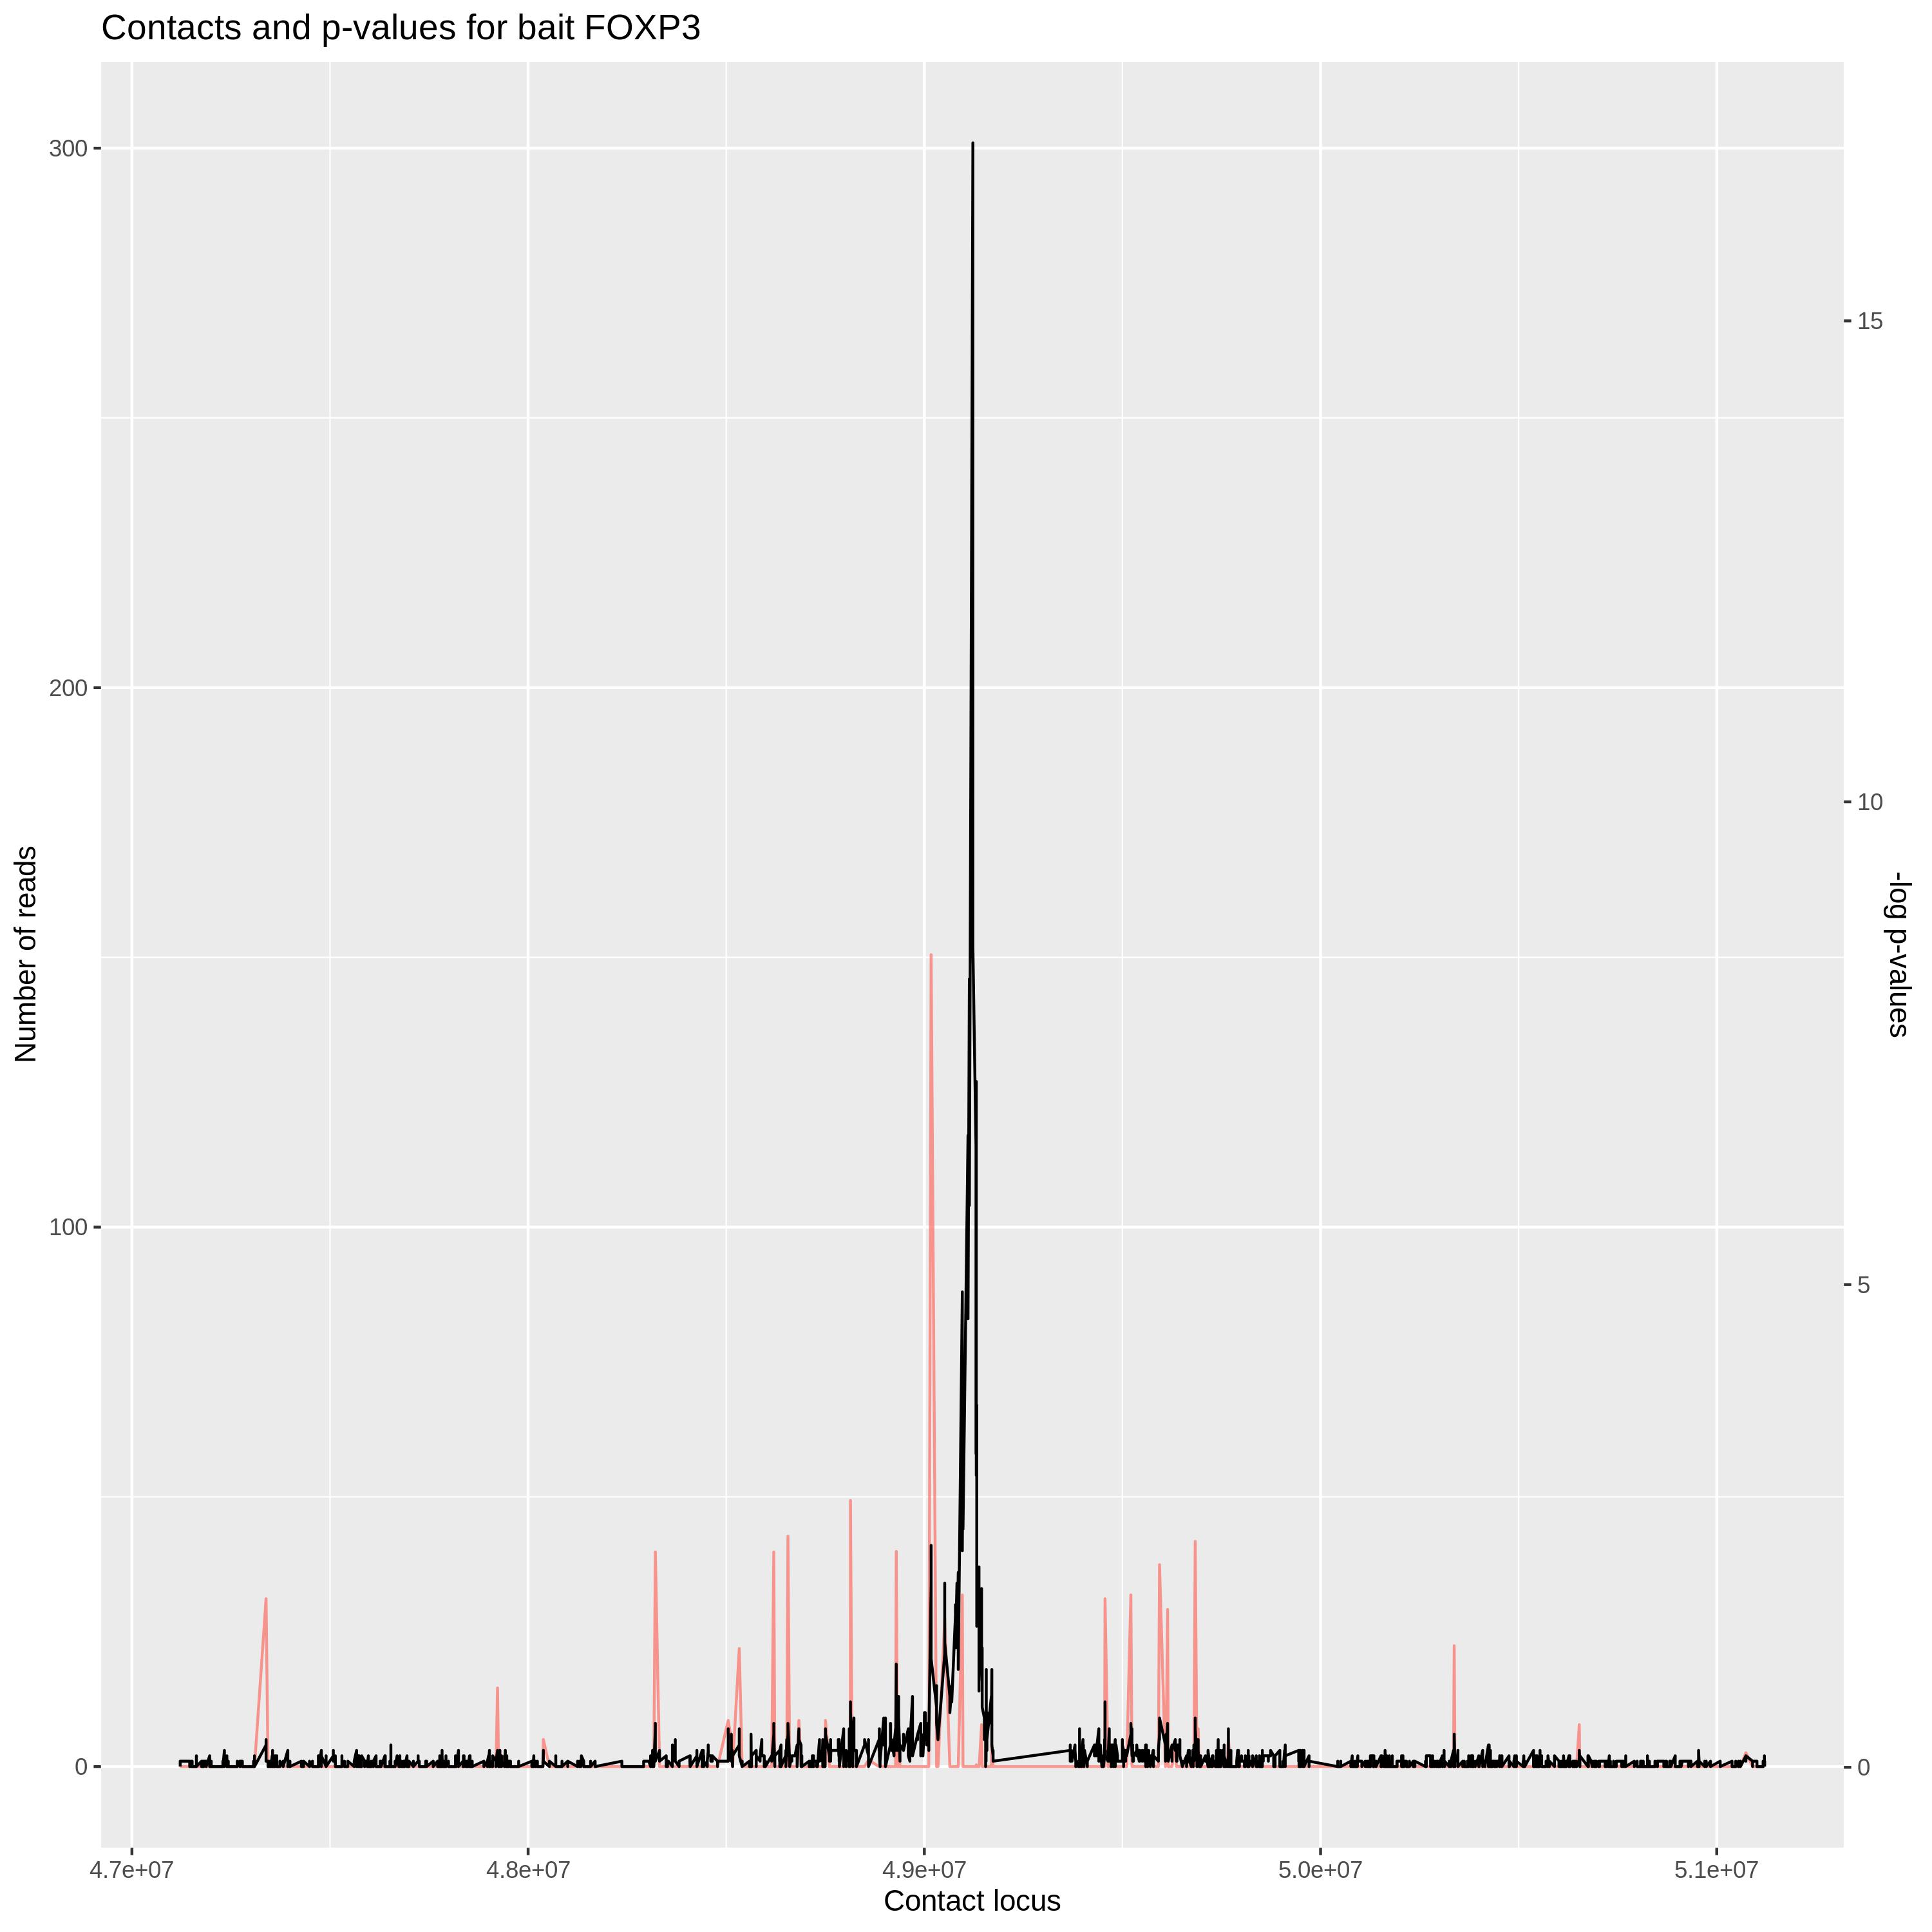 Contacts and p-values for bait FOXP3
300
200
100
0
Number of reads
15
10
5
0
-log p-values
4.7e+07
4.8e+07
4.9e+07
5.0e+07
5.1e+07
Contact locus